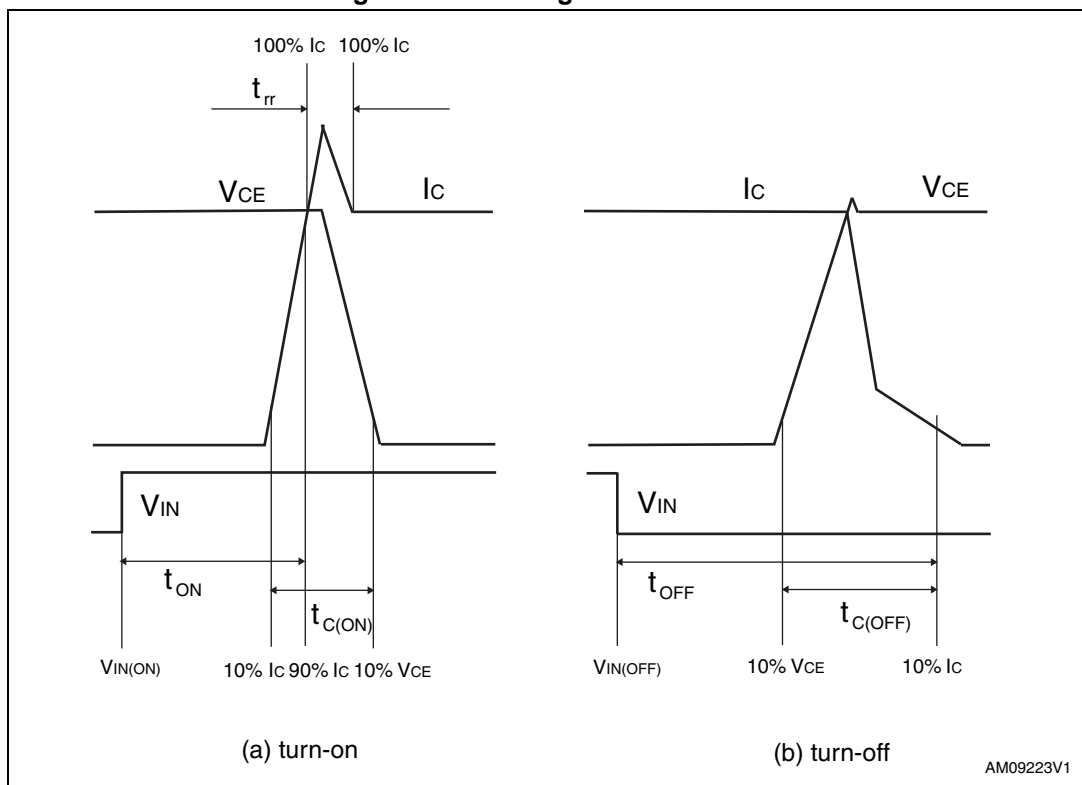 100% IC 100% IC
trr
VCE
IC
VIN
tON
tC(ON)
VIN(ON)
10% IC 90% IC 10% VCE
(a) turn-on
IC
VCE
VIN
tOFF
tC(OFF)
VIN(OFF)
10% VCE
10% IC
(b) turn-off
AM09223V1